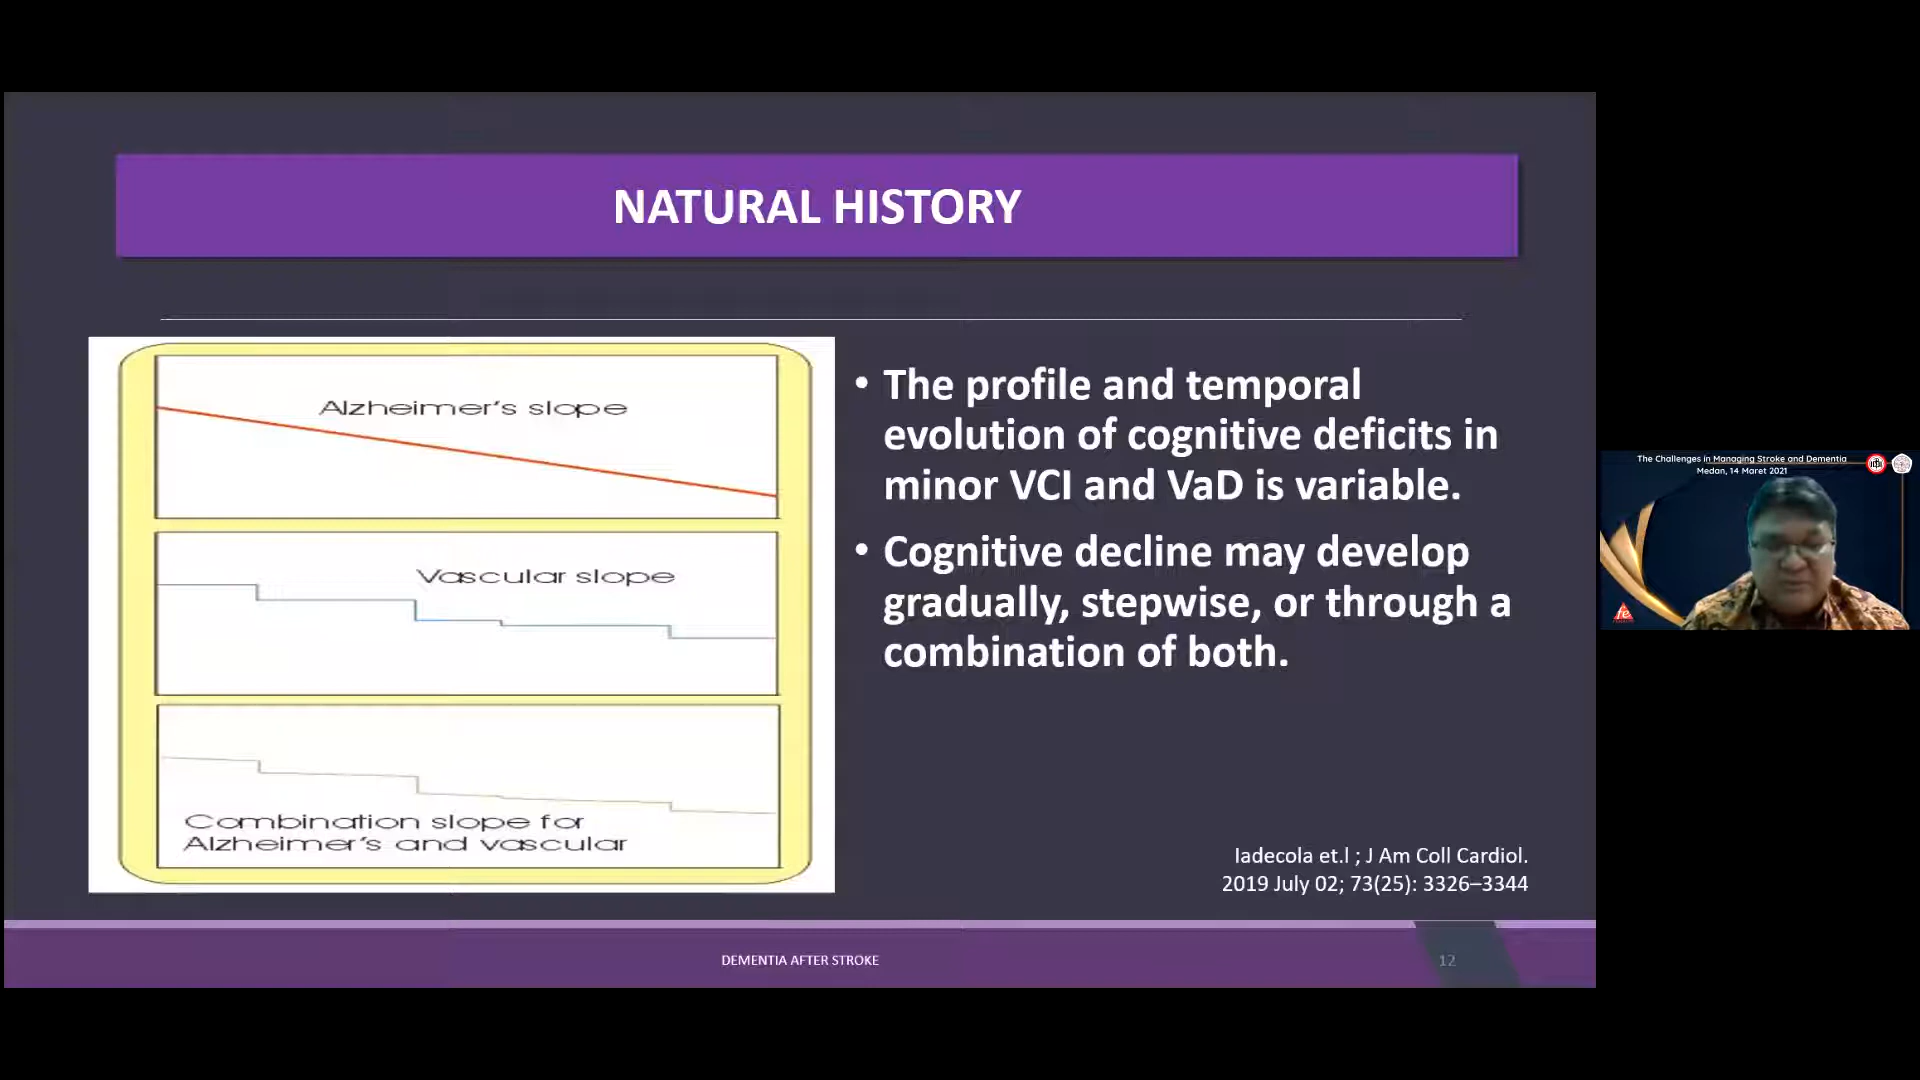 NATURAL HISTORY
Alzheimer's slope
Vascular slope
Combination slope for
Alzheimer's and vascular
• The profile and temporal
evolution of cognitive deficits in
minor VCI and VaD is variable.
• Cognitive decline may develop
gradually, stepwise, or through a
combination of both.
Iadecola et.l ; J Am Coll Cardiol.
2019 July 02; 73(25): 3326–3344
DEMENTIA AFTER STROKE
12
The Challenges in Managing Stroke and Dementia
Medan, 14 Maret 2021